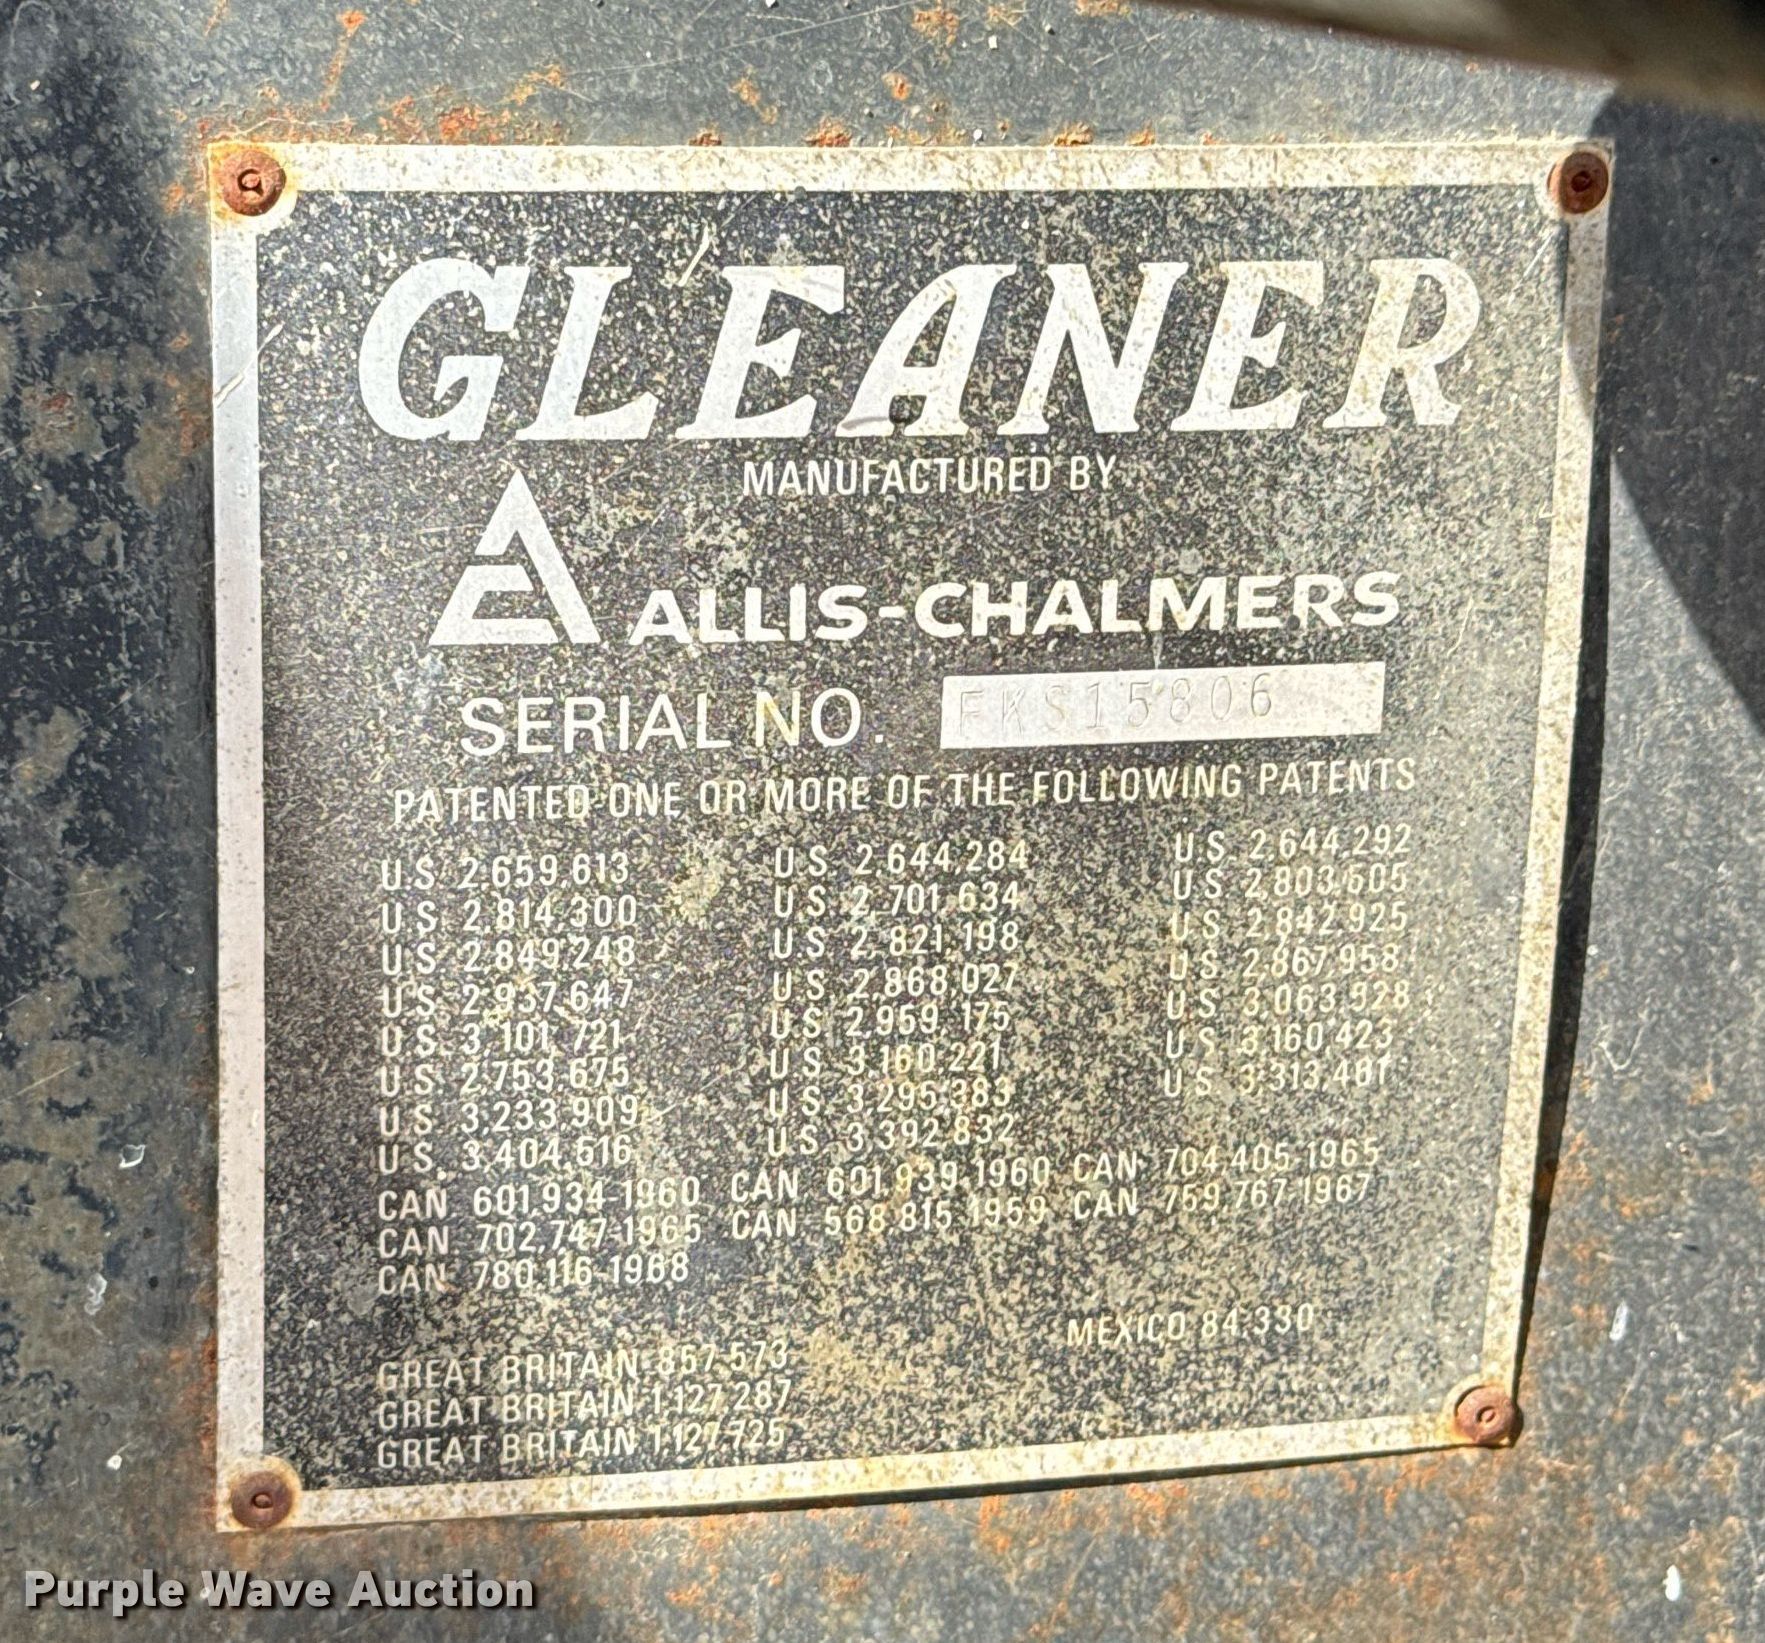 GLEANER
MANUFACTURED BY
ALLIS-CHALMERS
SERIAL NO. FKS15806
PATENTED ONE OR MORE OF THE FOLLOWING PATENTS
U.S. 2,659,613 U.S. 2,644,284 U.S. 2,644,292
U.S. 2,814,300 U.S. 2,701,634 U.S. 2,803,605
U.S. 2,849,248 U.S. 2,821,198 U.S. 2,842,925
U.S. 2,937,647 U.S. 2,868,027 U.S. 2,867,958
U.S. 3,101,721 U.S. 2,959,175 U.S. 3,063,928
U.S. 2,753,675 U.S. 3,160,221 U.S. 3,160,423
U.S. 3,233,909 U.S. 3,295,383 U.S. 3,313,461
U.S. 3,404,616 U.S. 3,392,832
CAN. 601,934-1960 CAN. 601,939-1960 CAN. 704,405-1965
CAN. 702,747-1965 CAN. 568,815-1959 CAN. 759,767-1967
CAN. 780,116-1968
MEXICO 84,330
GREAT BRITAIN 857,573
GREAT BRITAIN 1,127,287
GREAT BRITAIN 1,127,725
Purple Wave Auction